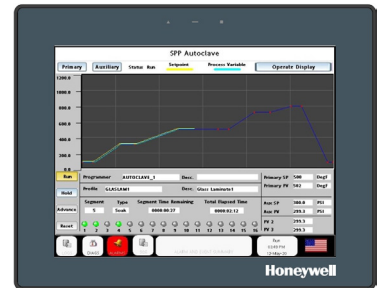 SPP Autoclave
Primary Auxiliary Status Run Setpoint Process Variable Operate Display
1200.0
1000.0
800.0
600.0
400.0
200.0
0.0
Run Programmer AUTOCLAVE_1 Desc. Primary SP 500 DegF
Hold Profile GLASLAM1 Desc. Glass Laminate1 Primary PV 502 DegF
Segment Type Segment Time Remaining Total Elapsed Time
Advance 5 Soak 0000:00:27 0000:02:12 Aux SP 300.0 PSI
Aux PV 299.3 PSI
Reset PV 2 299.3
1 2 3 4 5 6 7 8 9 10 11 12 13 14 15 16 PV 3 299.3
Tue
Honeywell